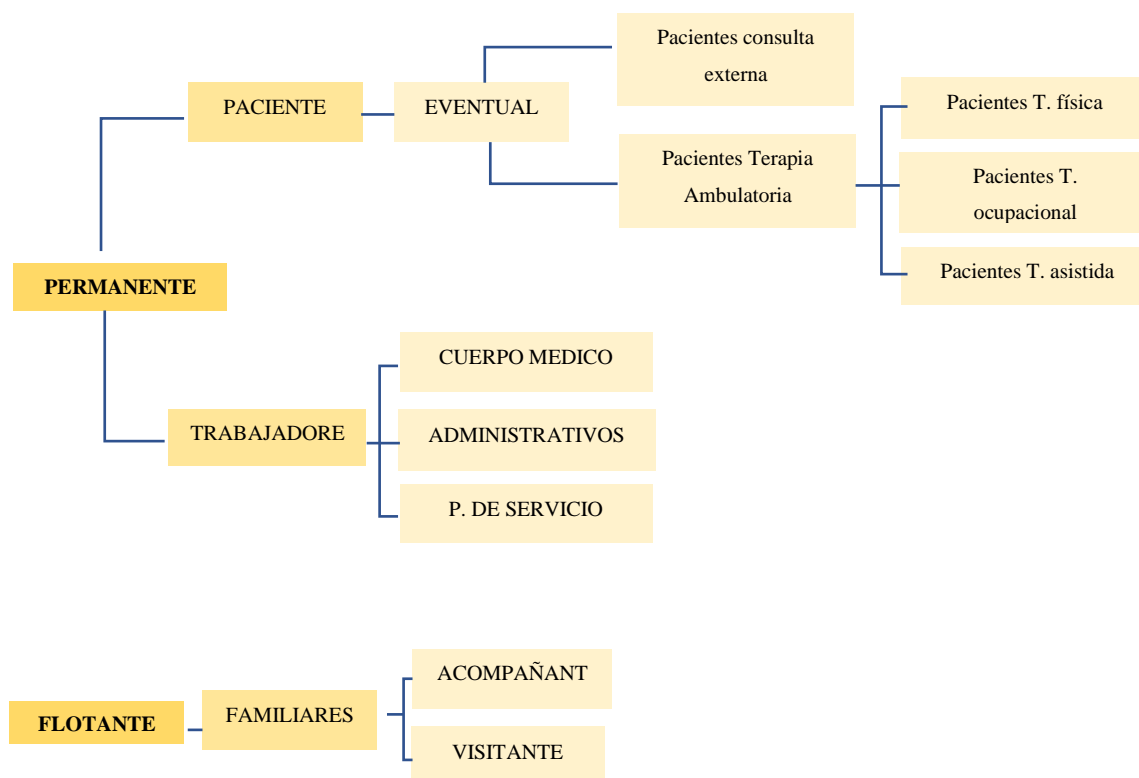 Pacientes consulta
externa
PACIENTE
EVENTUAL
Pacientes T. física
Pacientes Terapia
Ambulatoria
Pacientes T.
ocupacional
Pacientes T. asistida
PERMANENTE
CUERPO MEDICO
TRABAJADORE
ADMINISTRATIVOS
P. DE SERVICIO
ACOMPAÑANT
FLOTANTE
FAMILIARES
VISITANTE